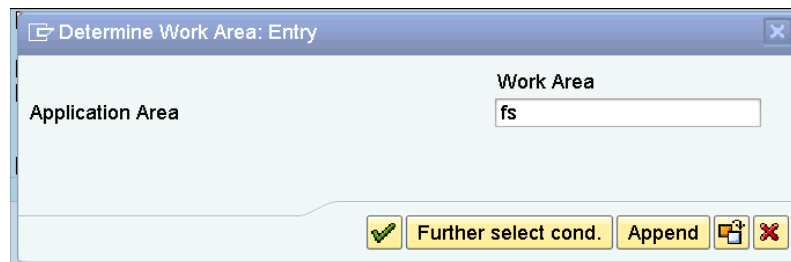 Determine Work Area: Entry
Work Area
Application Area fs
Further select cond. Append